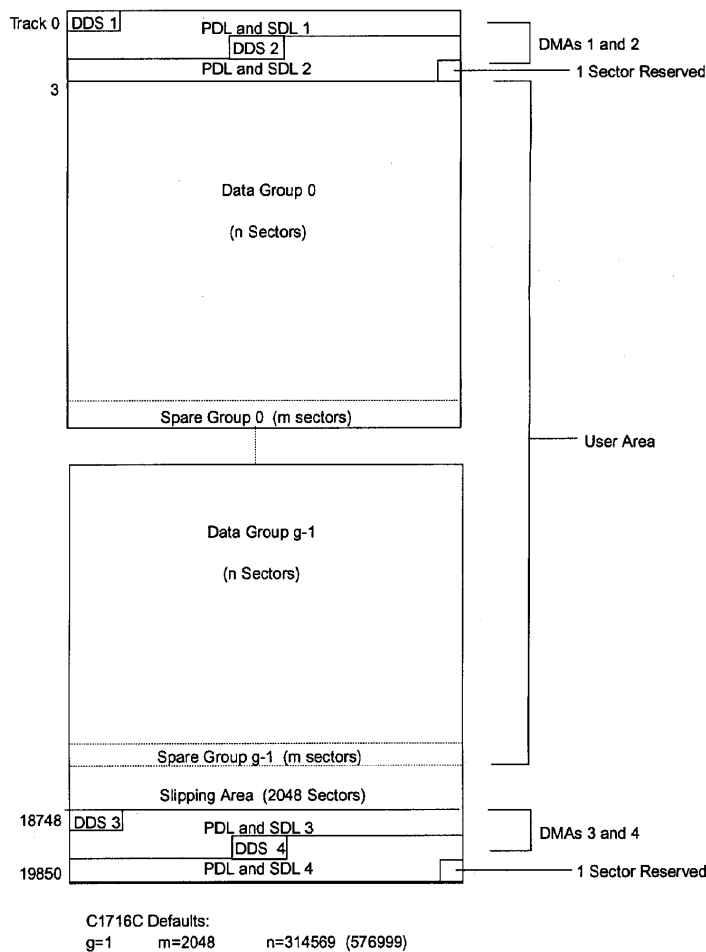 Track 0
DDS 1
PDL and SDL 1
DDS 2
DMAs 1 and 2
PDL and SDL 2
1 Sector Reserved
3
Data Group 0
(n Sectors)
Spare Group 0 (m sectors)
User Area
Data Group g-1
(n Sectors)
Spare Group g-1 (m sectors)
Slipping Area (2048 Sectors)
18748
DDS 3
PDL and SDL 3
DMAs 3 and 4
DDS 4
19850
PDL and SDL 4
1 Sector Reserved
C1716C Defaults:
g=1 m=2048 n=314569 (576999)